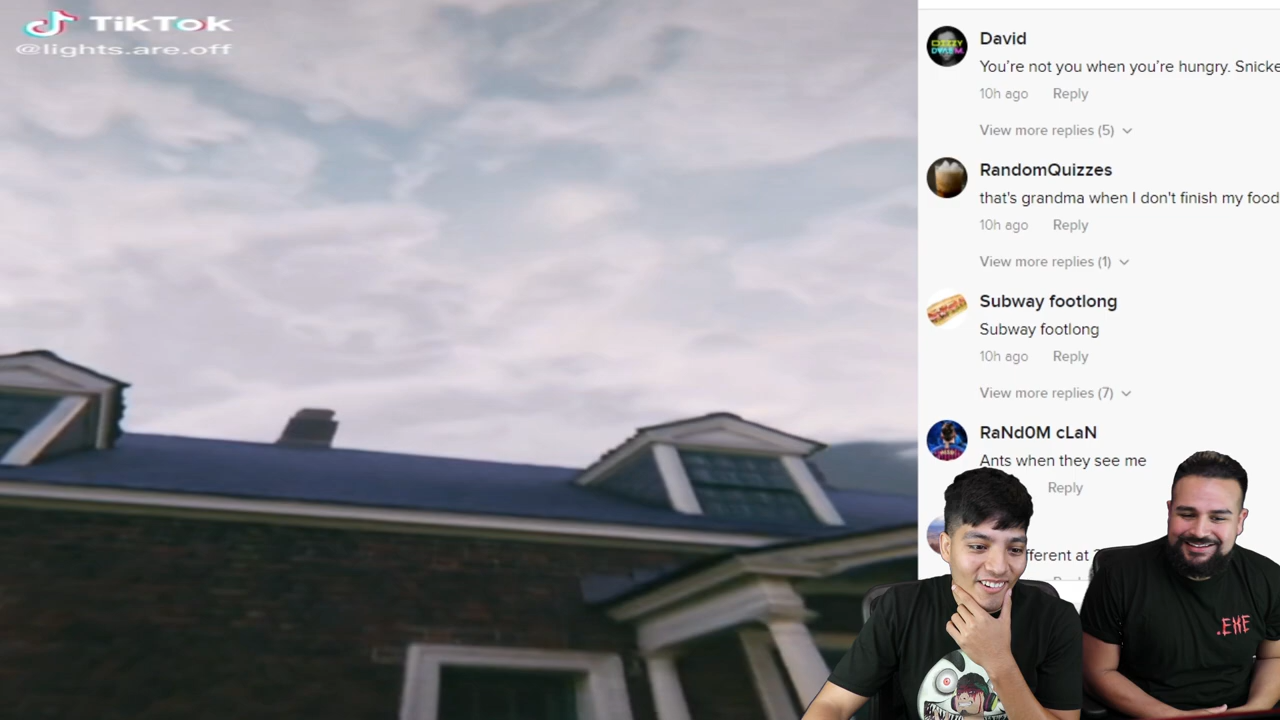 TikTok
@lights.are.off
David
You're not you when you're hungry. Snicke
10h ago Reply
View more replies (5)
RandomQuizzes
that's grandma when I don't finish my food
10h ago Reply
View more replies (1)
Subway footlong
Subway footlong
10h ago Reply
View more replies (7)
RaNd0M cLaN
Ants when they see me
Reply
fferent at
.EXE